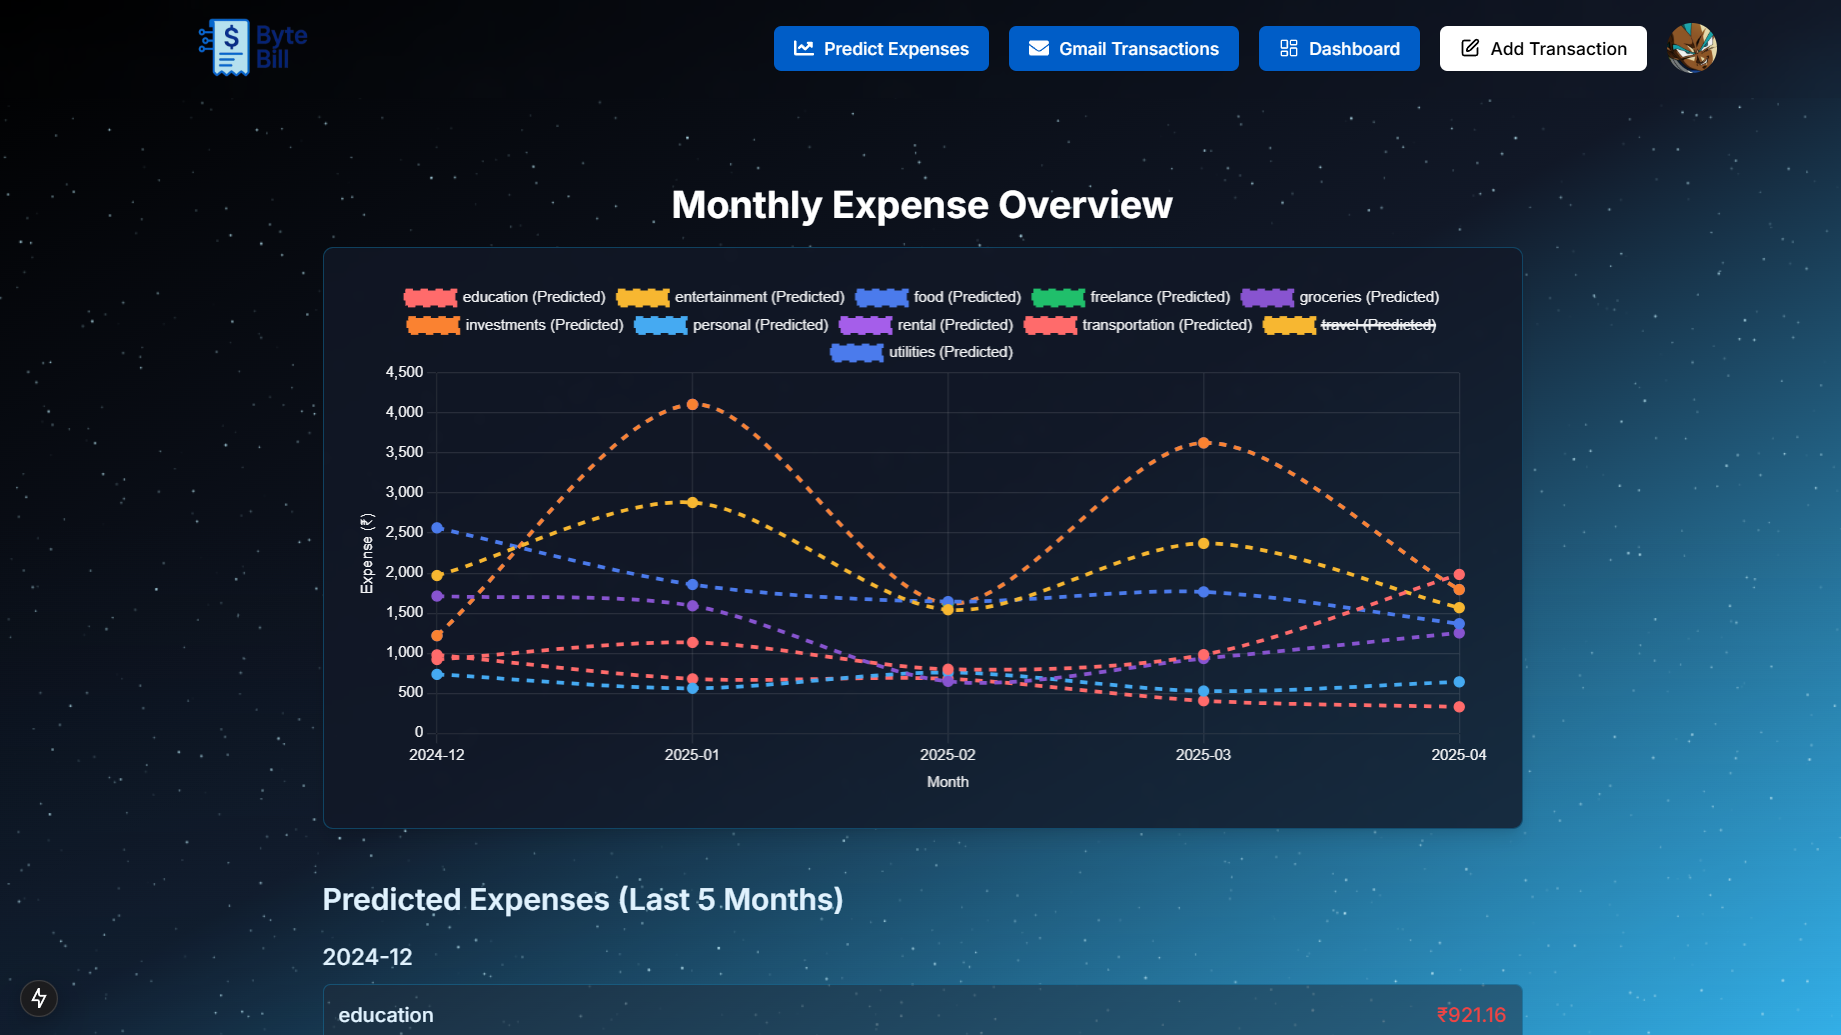 Byte
Bill
Predict Expenses
Gmail Transactions
Dashboard
Add Transaction
Monthly Expense Overview
education (Predicted) entertainment (Predicted) food (Predicted) freelance (Predicted) groceries (Predicted)
investments (Predicted) personal (Predicted) rental (Predicted) transportation (Predicted) travel (Predicted)
utilities (Predicted)
Expense (₹)
4,500
4,000
3,500
3,000
2,500
2,000
1,500
1,000
500
0
2024-12 2025-01 2025-02 2025-03 2025-04
Month
Predicted Expenses (Last 5 Months)
2024-12
education ₹921.16